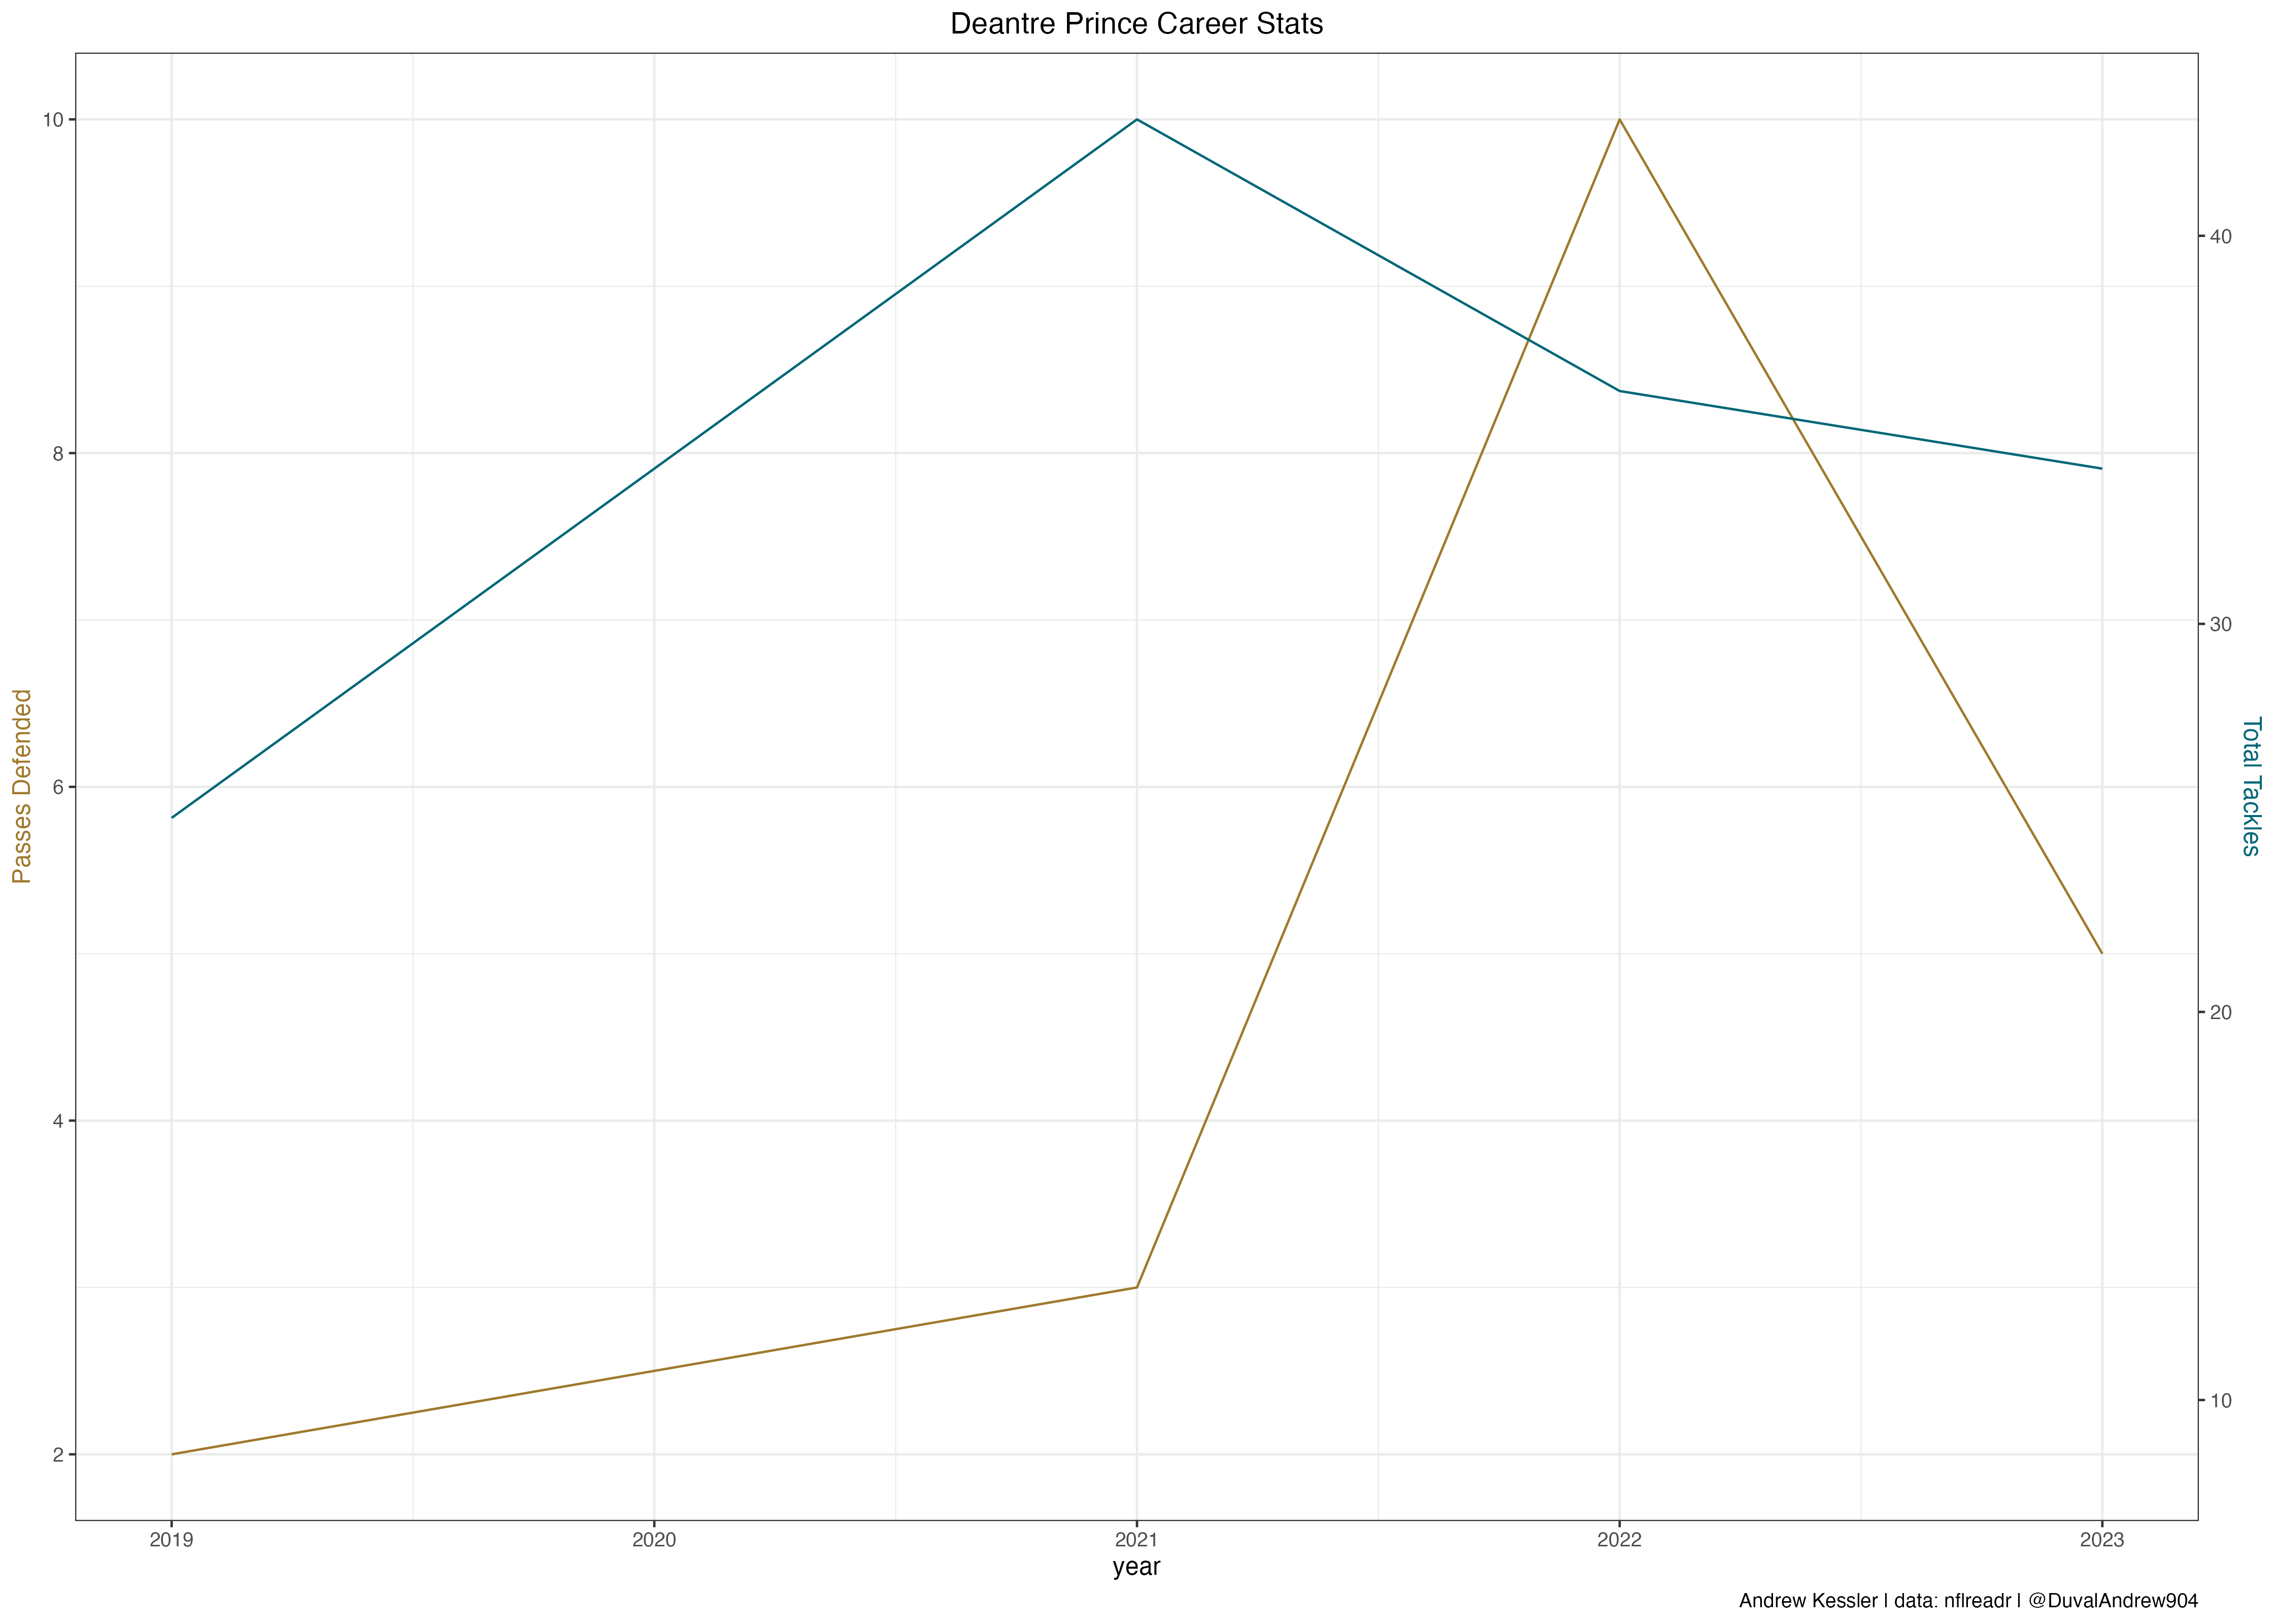 Deantre Prince Career Stats
10
8
6
4
2
Passes Defended
40
30
20
10
Total Tackles
2019 2020 2021 2022 2023
year
Andrew Kessler | data: nflreadr | @DuvalAndrew904